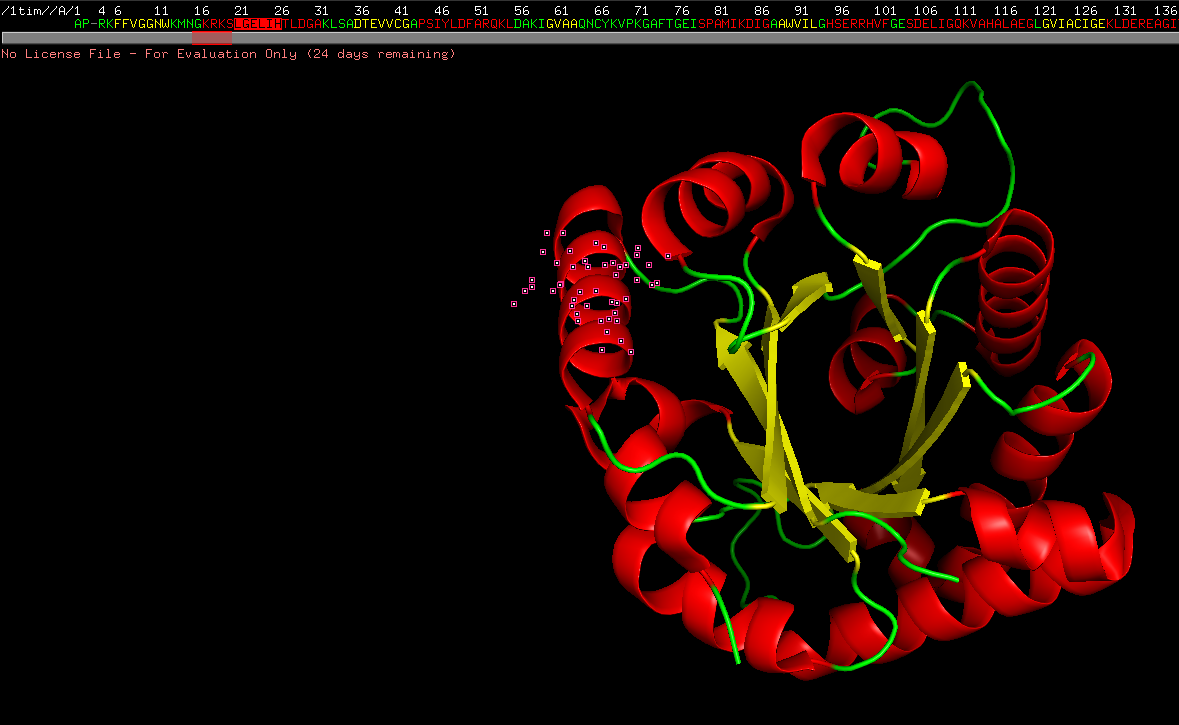 /1tim//A/1 4 6 11 16 21 26 31 36 41 46 51 56 61 66 71 76 81 86 91 96 101 106 111 116 121 126 131 136
AP-RKFFVGGNWKMNGKRKSLGELIHTLDGAKLSADTEVVCGAPSIYLDFARQKLDAKIGVAAQNCYKVPKGAFTGEISPAMIKDIGAAWVILGHSERRHVFGESDELIGQKVAHALAEGLGVIACIGEKLDEREAGI
No License File - For Evaluation Only (24 days remaining)